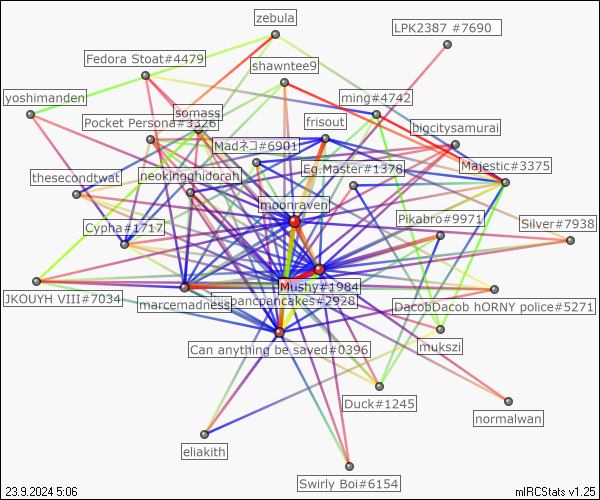 zebula
LPK2387 #7690
Fedora Stoat#4479
shawntee9
yoshimanden
ming#4742
somass
Pocket Persona#3326
frisout
bigcitysamurai
Madネコ#6901
Eg.Master#1378
Majestic#3375
thesecondtwat
neokingghidorah
moonraven
Cypha#1717
Pikabro#9971
Silver#7938
Mushy#1984
JKOUYH VIII#7034
marcemadness
DacobDacob hORNY police#5271
Can anything be saved#0396
mukszi
Duck#1245
normalwan
eliakith
Swirly Boi#6154
23.9.2024 5:06
mIRCStats v1.25